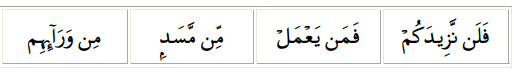 فَلَن نَّزِيدَكُمْ فَمَن يَعْمَلْ مِّن مَّسَدٍۭ مِن وَرَآئِهِم